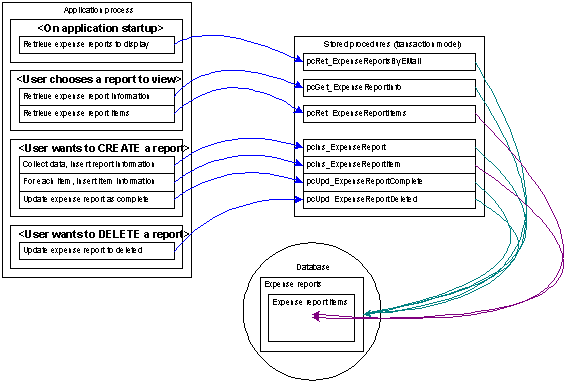 Application process
<On application startup>
Retrieve expense reports to display
<User chooses a report to view>
Retrieve expense report information
Retrieve expense report items
<User wants to CREATE a report>
Collect data, insert report information
For each item, insert item information
Update expense report as complete
<User wants to DELETE a report>
Update expense report to deleted
Stored procedures (transaction model)
pcRet_ExpenseReportsByEMail
pcGet_ExpenseReportInfo
pcRet_ExpenseReportItems
pcIns_ExpenseReport
pcIns_ExpenseReportItem
pcUpd_ExpenseReportComplete
pcUpd_ExpenseReportDeleted
Database
Expense reports
Expense report items